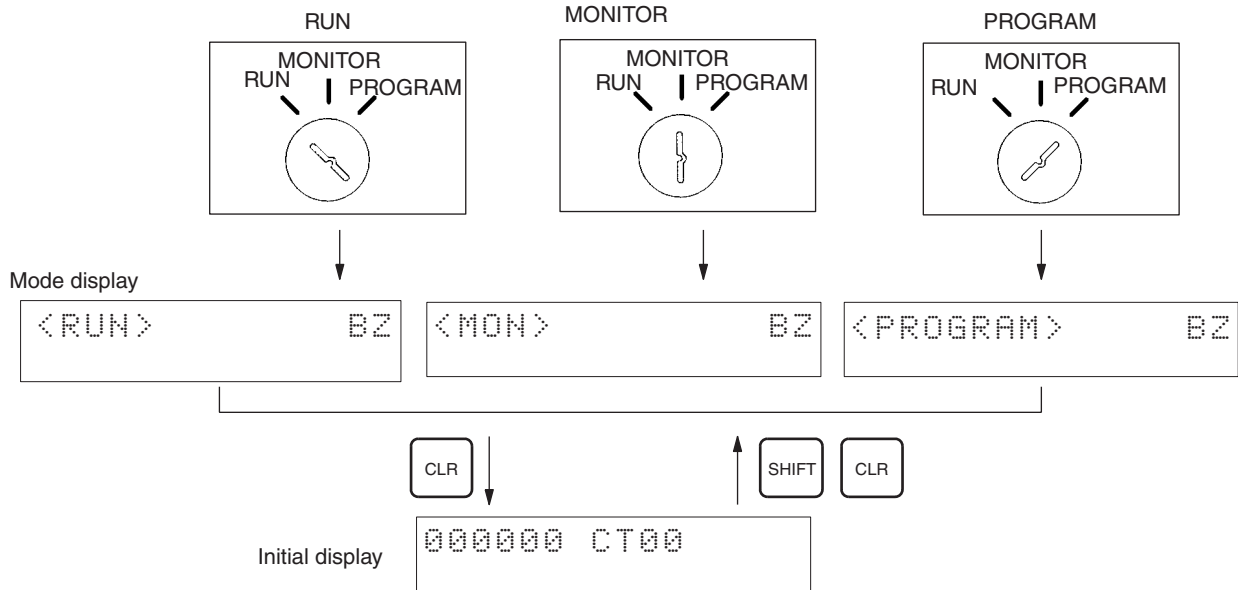 RUN
MONITOR
PROGRAM
MONITOR
RUN
PROGRAM
MONITOR
RUN
PROGRAM
MONITOR
RUN
PROGRAM
Mode display
<RUN> BZ
<MON> BZ
<PROGRAM> BZ
CLR
SHIFT
CLR
000000 CT00
Initial display